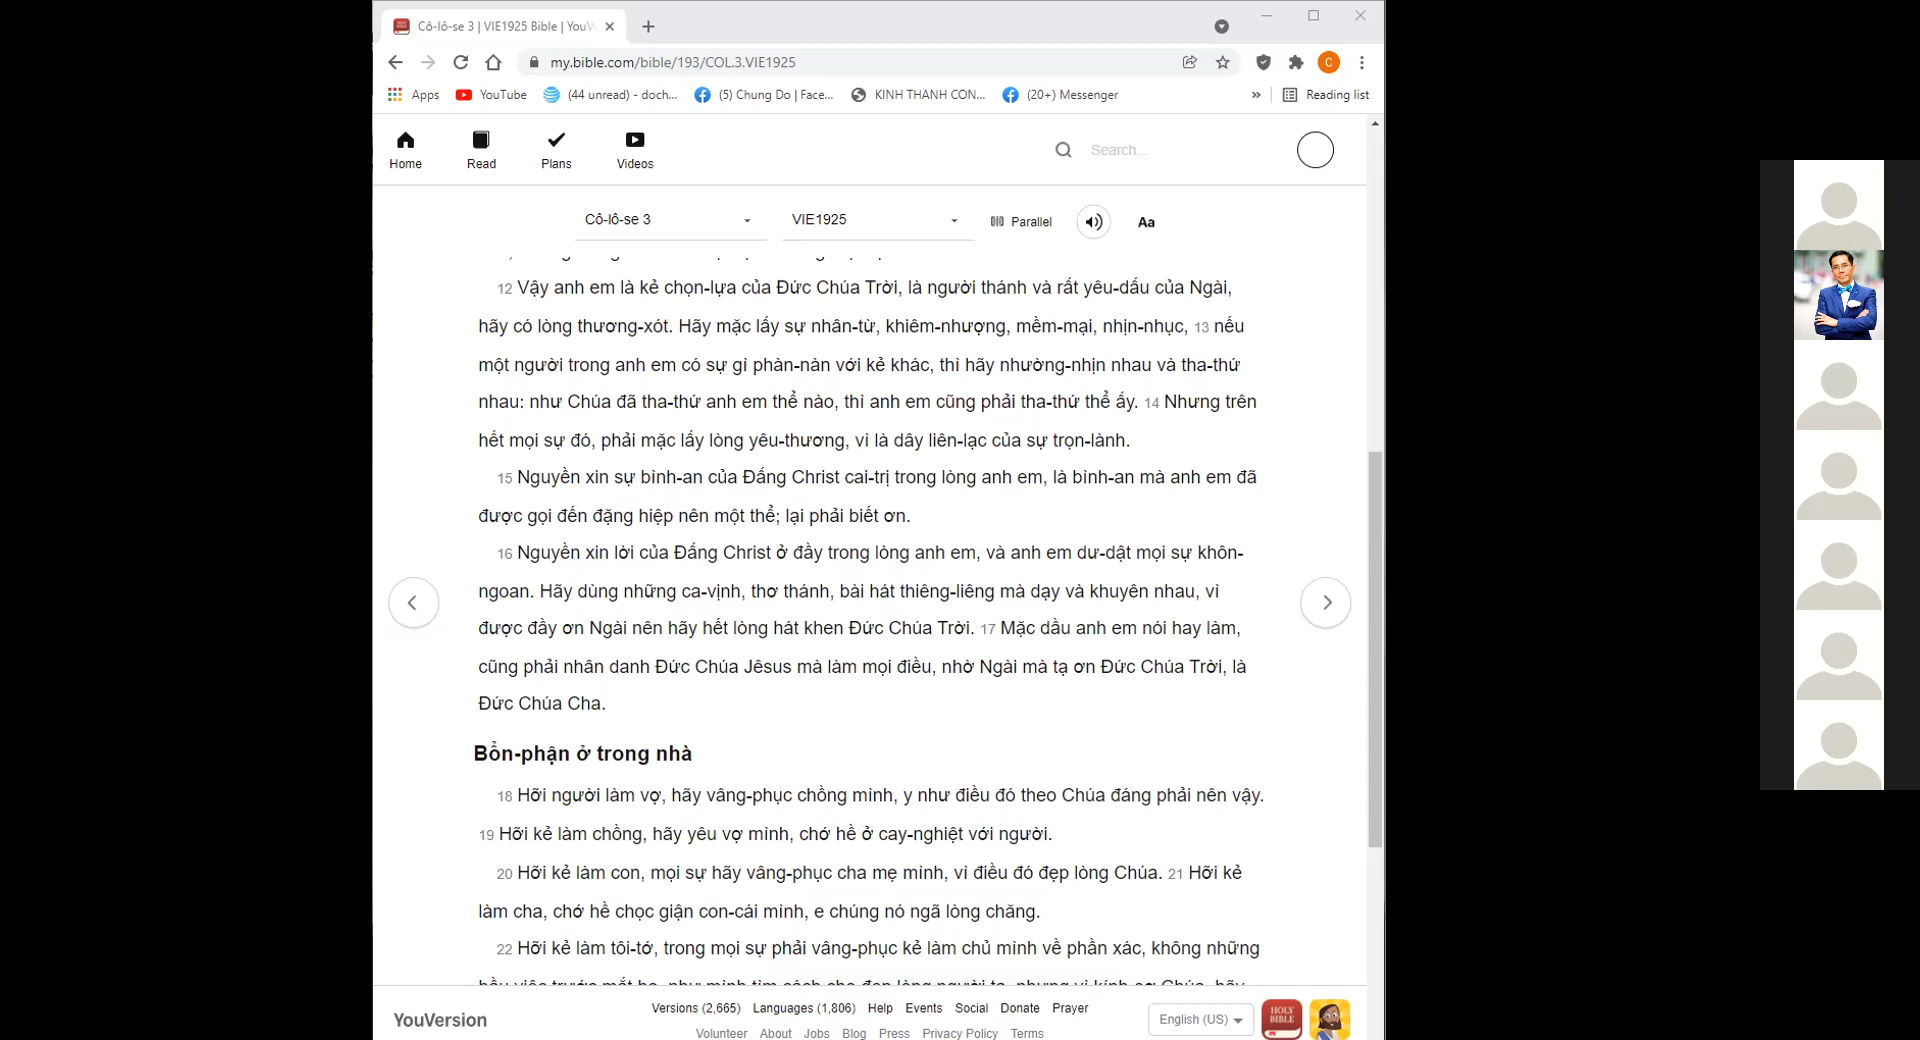 Cô-lô-se 3 | VIE1925 Bible | YouV
my.bible.com/bible/193/COL.3.VIE1925
C
Apps YouTube (44 unread) - doch... (5) Chung Do | Face... KINH THANH CON... (20+) Messenger » Reading list
Home Read Plans Videos Search...
Cô-lô-se 3 VIE1925 Parallel Aa
12 Vậy anh em là kẻ chọn-lựa của Đức Chúa Trời, là người thánh và rất yêu-dấu của Ngài,
hãy có lòng thương-xót. Hãy mặc lấy sự nhân-từ, khiêm-nhượng, mềm-mại, nhịn-nhục, 13 nếu
một người trong anh em có sự gì phàn-nàn với kẻ khác, thì hãy nhường-nhịn nhau và tha-thứ
nhau: như Chúa đã tha-thứ anh em thể nào, thì anh em cũng phải tha-thứ thể ấy. 14 Nhưng trên
hết mọi sự đó, phải mặc lấy lòng yêu-thương, vì là dây liên-lạc của sự trọn-lành.
15 Nguyền xin sự bình-an của Đấng Christ cai-trị trong lòng anh em, là bình-an mà anh em đã
được gọi đến đặng hiệp nên một thể; lại phải biết ơn.
16 Nguyền xin lời của Đấng Christ ở đầy trong lòng anh em, và anh em dư-dật mọi sự khôn-
ngoan. Hãy dùng những ca-vịnh, thơ thánh, bài hát thiêng-liêng mà dạy và khuyên nhau, vì
được đầy ơn Ngài nên hãy hết lòng hát khen Đức Chúa Trời. 17 Mặc dầu anh em nói hay làm,
cũng phải nhân danh Đức Chúa Jêsus mà làm mọi điều, nhờ Ngài mà tạ ơn Đức Chúa Trời, là
Đức Chúa Cha.
Bổn-phận ở trong nhà
18 Hỡi người làm vợ, hãy vâng-phục chồng mình, y như điều đó theo Chúa đáng phải nên vậy.
19 Hỡi kẻ làm chồng, hãy yêu vợ mình, chớ hề ở cay-nghiệt với người.
20 Hỡi kẻ làm con, mọi sự hãy vâng-phục cha mẹ mình, vì điều đó đẹp lòng Chúa. 21 Hỡi kẻ
làm cha, chớ hề chọc giận con-cái mình, e chúng nó ngã lòng chăng.
22 Hỡi kẻ làm tôi-tớ, trong mọi sự phải vâng-phục kẻ làm chủ mình về phần xác, không những
Versions (2,665) Languages (1,806) Help Events Social Donate Prayer
YouVersion English (US) HOLY BIBLE
Volunteer About Jobs Blog Press Privacy Policy Terms